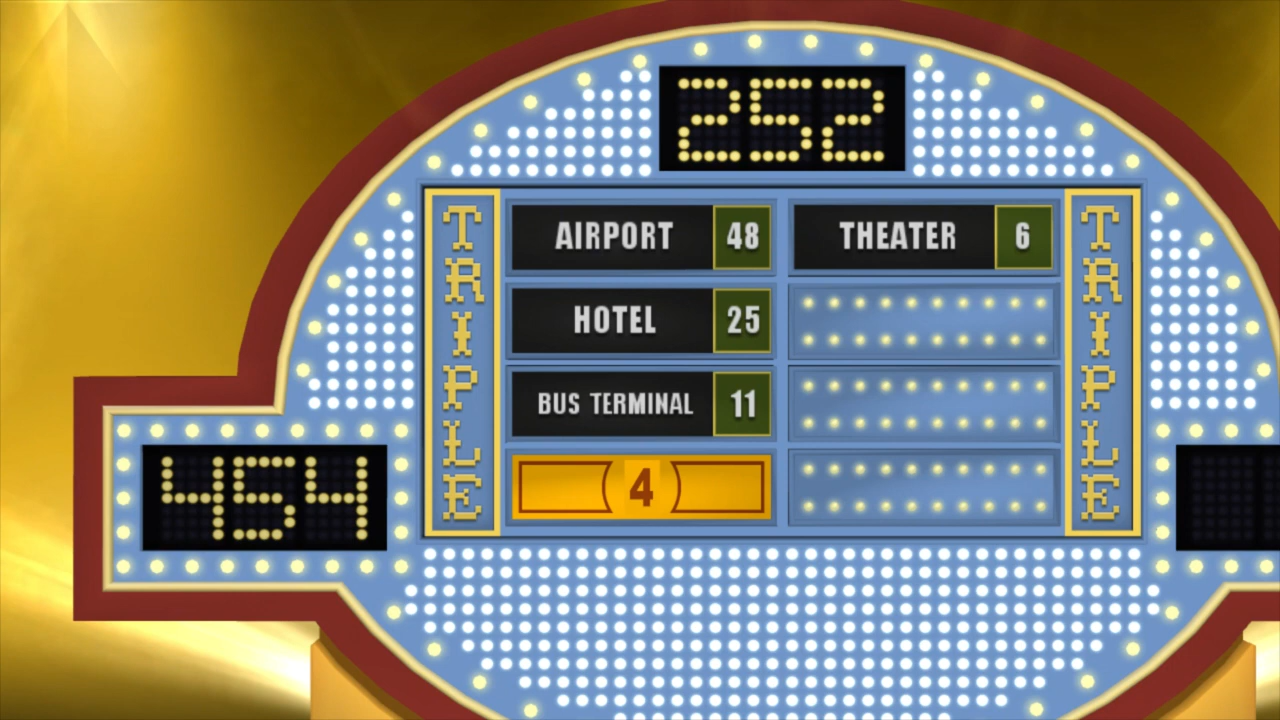 252
TRIPLE
AIRPORT 48
HOTEL 25
BUS TERMINAL 11
4
THEATER 6
TRIPLE
454